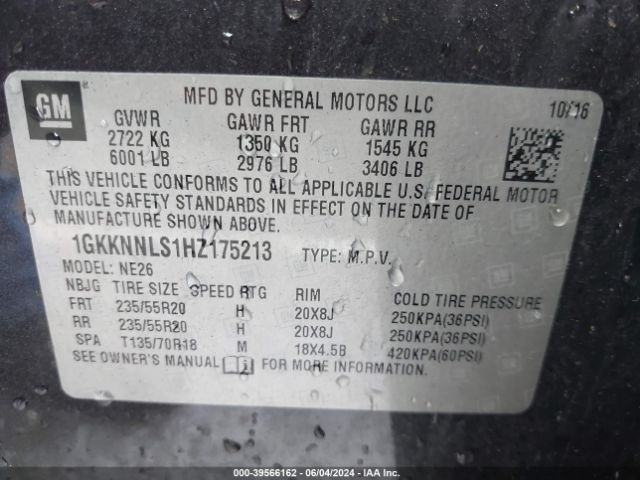 GM
MFD BY GENERAL MOTORS LLC
10/16
GVWR GAWR FRT GAWR RR
2722 KG 1350 KG 1545 KG
6001 LB 2976 LB 3406 LB
THIS VEHICLE CONFORMS TO ALL APPLICABLE U.S. FEDERAL MOTOR
VEHICLE SAFETY STANDARDS IN EFFECT ON THE DATE OF
MANUFACTURE SHOWN ABOVE.
1GKKNNLS1HZ175213 TYPE: M.P.V.
MODEL: NE26
NBJG TIRE SIZE SPEED RTG RIM COLD TIRE PRESSURE
FRT 235/55R20 H 20X8J 250KPA(36PSI)
RR 235/55R20 H 20X8J 250KPA(36PSI)
SPA T135/70R18 M 18X4.5B 420KPA(60PSI)
SEE OWNER'S MANUAL FOR MORE INFORMATION.
000-39566162 - 06/04/2024 - IAA Inc.